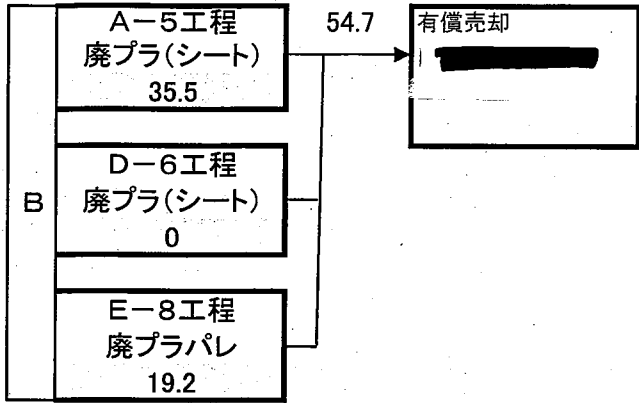 B
A-5工程
廃プラ(シート)
35.5
D-6工程
廃プラ(シート)
0
E-8工程
廃プラパレ
19.2
54.7
有償売却